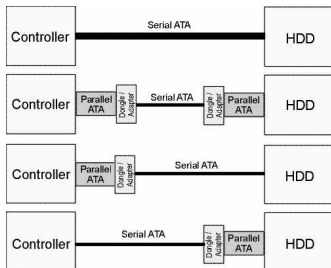 Serial ATA
Controller
HDD
Controller
Parallel
ATA
Dongle /
Adapter
Serial ATA
Dongle /
Adapter
Parallel
ATA
HDD
Controller
Parallel
ATA
Dongle /
Adapter
Serial ATA
HDD
Controller
Serial ATA
Dongle /
Adapter
Parallel
ATA
HDD